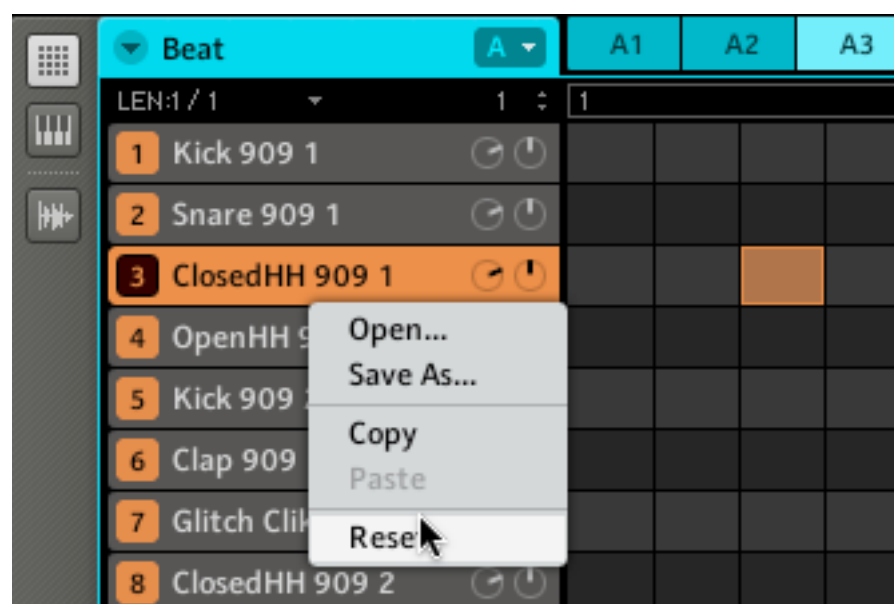 Beat A A1 A2 A3
LEN:1 / 1 1 1
1 Kick 909 1
2 Snare 909 1
3 ClosedHH 909 1
4 OpenHH
5 Kick 909
6 Clap 909
7 Glitch
8 ClosedHH 909 2
Open...
Save As...
Copy
Paste
Reset